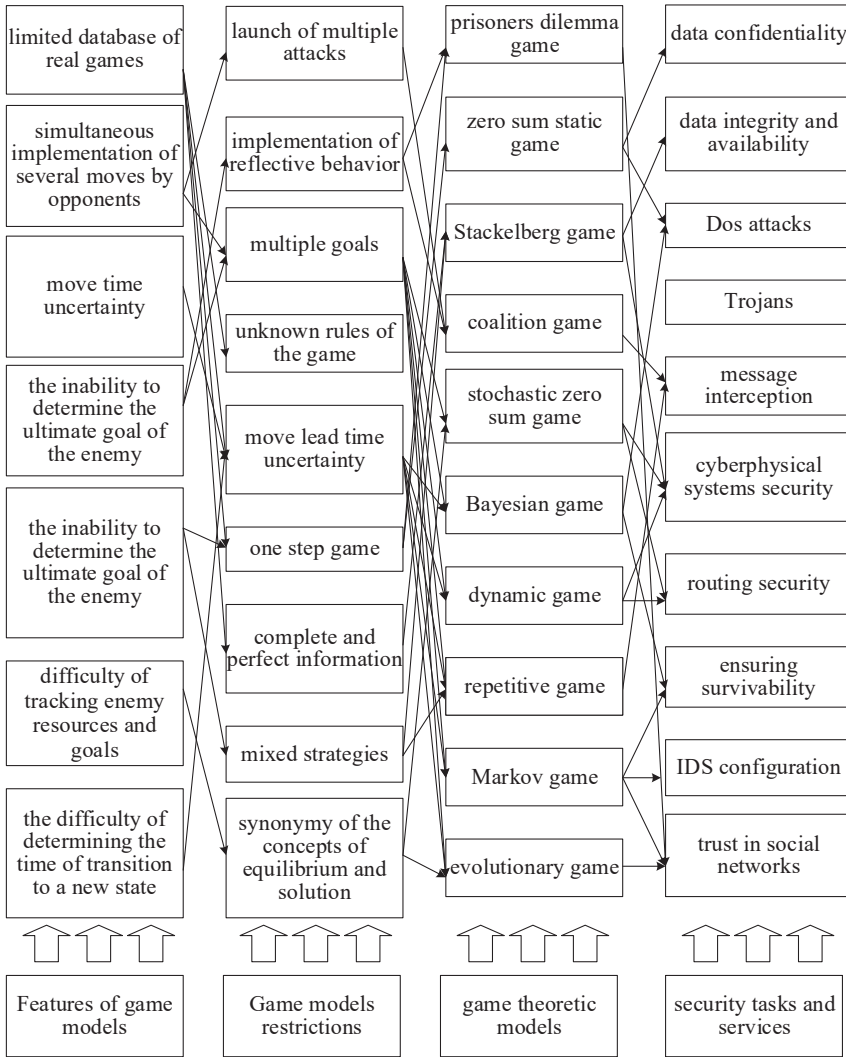 limited database of
real games
simultaneous
implementation of
several moves by
opponents
move time
uncertainty
the inability to
determine the
ultimate goal of
the enemy
the inability to
determine the
ultimate goal of
the enemy
difficulty of
tracking enemy
resources and
goals
the difficulty of
determining the
time of transition
to a new state
Features of game
models
launch of multiple
attacks
implementation of
reflective behavior
multiple goals
unknown rules of
the game
move lead time
uncertainty
one step game
complete and
perfect information
mixed strategies
synonymy of the
concepts of
equilibrium and
solution
Game models
restrictions
prisoners dilemma
game
zero sum static
game
Stackelberg game
coalition game
stochastic zero
sum game
Bayesian game
dynamic game
repetitive game
Markov game
evolutionary game
game theoretic
models
data confidentiality
data integrity and
availability
Dos attacks
Trojans
message
interception
cyberphysical
systems security
routing security
ensuring
survivability
IDS configuration
trust in social
networks
security tasks and
services